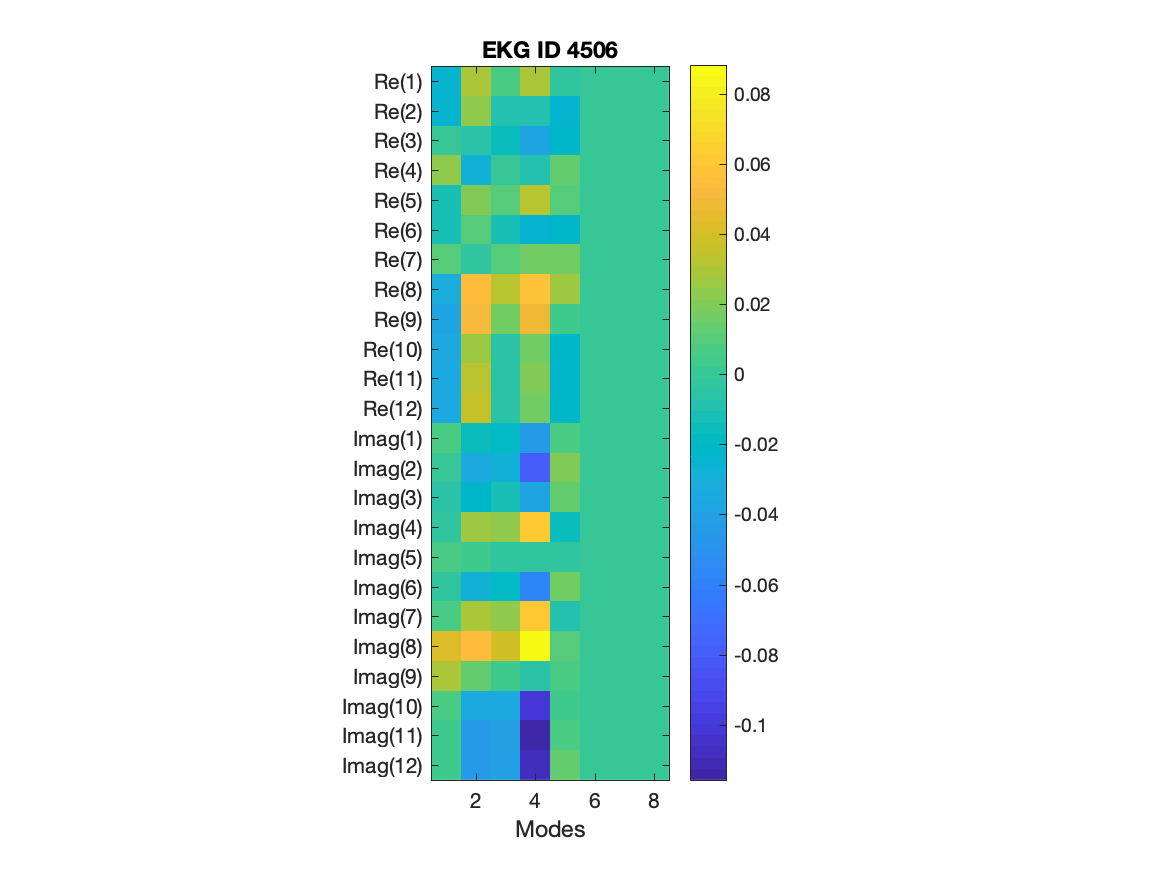 EKG ID 4506
Re(1)
Re(2)
Re(3)
Re(4)
Re(5)
Re(6)
Re(7)
Re(8)
Re(9)
Re(10)
Re(11)
Re(12)
Imag(1)
Imag(2)
Imag(3)
Imag(4)
Imag(5)
Imag(6)
Imag(7)
Imag(8)
Imag(9)
Imag(10)
Imag(11)
Imag(12)
2 4 6 8
Modes
0.08
0.06
0.04
0.02
0
-0.02
-0.04
-0.06
-0.08
-0.1